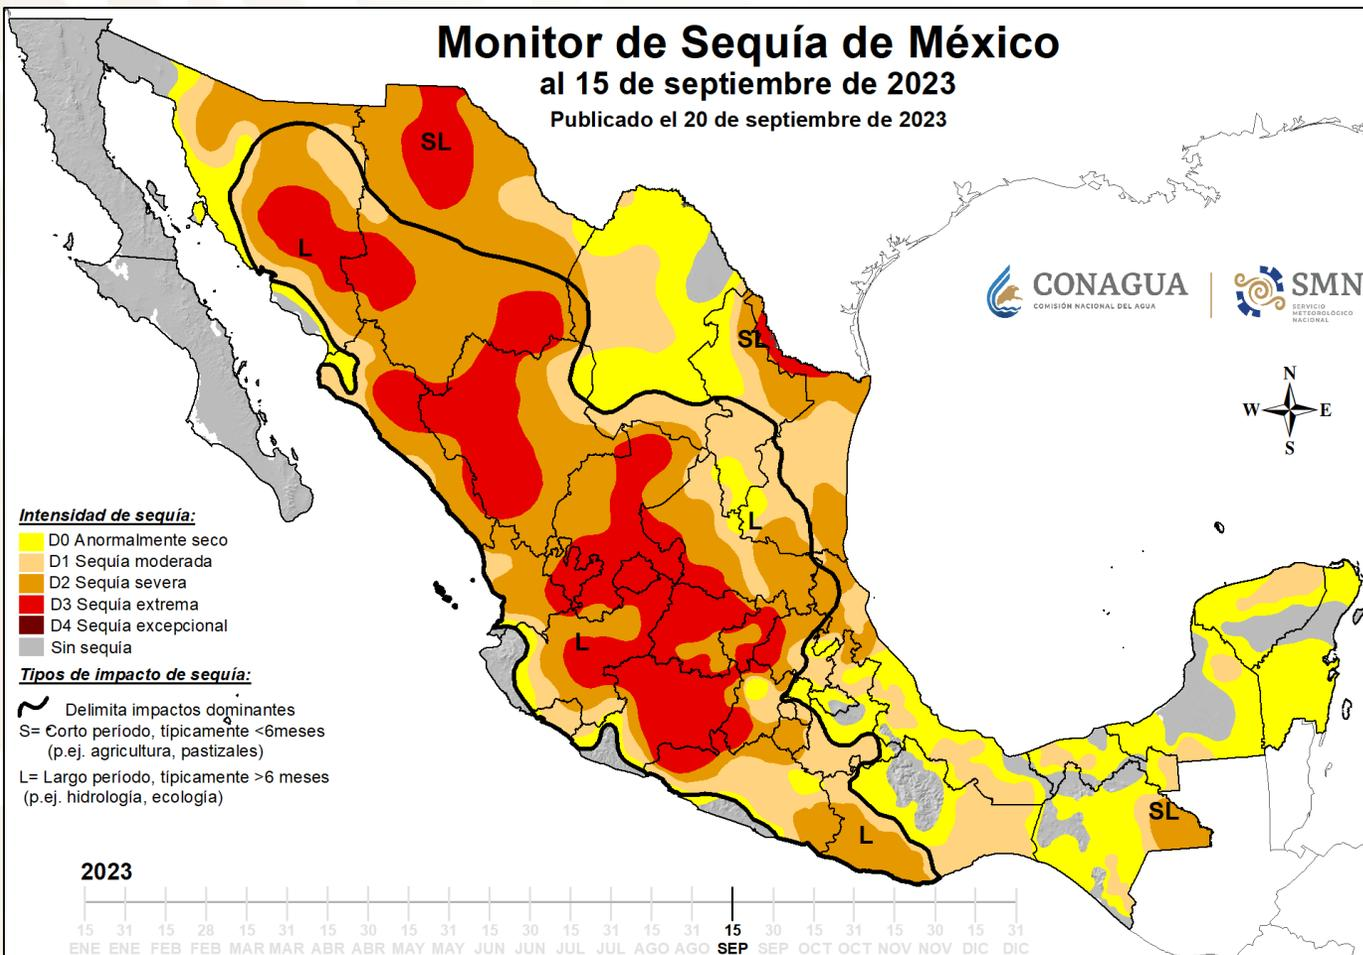 Monitor de Sequía de México
al 15 de septiembre de 2023
Publicado el 20 de septiembre de 2023
SL
L
CONAGUA
COMISIÓN NACIONAL DEL AGUA
SMN
SERVICIO
METEOROLÓGICO
NACIONAL
SL
N
W E
S
Intensidad de sequía:
D0 Anormalmente seco
D1 Sequía moderada
D2 Sequía severa
D3 Sequía extrema
D4 Sequía excepcional
Sin sequía
L
L
Tipos de impacto de sequía:
Delimita impactos dominantes
S= Corto período, típicamente <6meses
(p.ej. agricultura, pastizales)
L= Largo período, típicamente >6 meses
(p.ej. hidrología, ecología)
SL
L
2023
15 31 15 28 15 31 15 30 15 31 15 30 15 31 15 31 15 30 15 31 15 30 15 31
ENE ENE FEB FEB MAR MAR ABR ABR MAY MAY JUN JUN JUL JUL AGO AGO SEP SEP OCT OCT NOV NOV DIC DIC